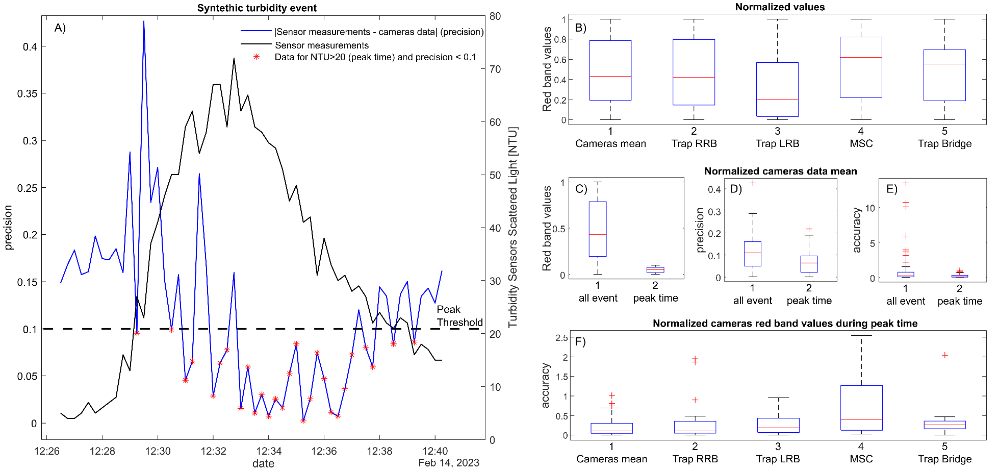 Syntethic turbidity event
A)
|Sensor measurements - cameras data| (precision)
Sensor measurements
Data for NTU>20 (peak time) and precision < 0.1
Peak
Threshold
precision
0.4
0.35
0.3
0.25
0.2
0.15
0.1
0.05
0
80
70
60
50
40
30
20
10
0
Turbidity Sensors Scattered Light [NTU]
12:26 12:28 12:30 12:32 12:34 12:36 12:38 12:40
date
Feb 14, 2023
Normalized values
B)
Red band values
1
0.8
0.6
0.4
0.2
0
1 2 3 4 5
Cameras mean Trap RRB Trap LRB MSC Trap Bridge
Normalized cameras data mean
C)
Red band values
1
0.5
0
1 2
all event peak time
D)
precision
0.4
0.3
0.2
0.1
0
1 2
all event peak time
E)
accuracy
10
5
0
1 2
all event peak time
Normalized cameras red band values during peak time
F)
accuracy
2.5
2
1.5
1
0.5
0
1 2 3 4 5
Cameras mean Trap RRB Trap LRB MSC Trap Bridge